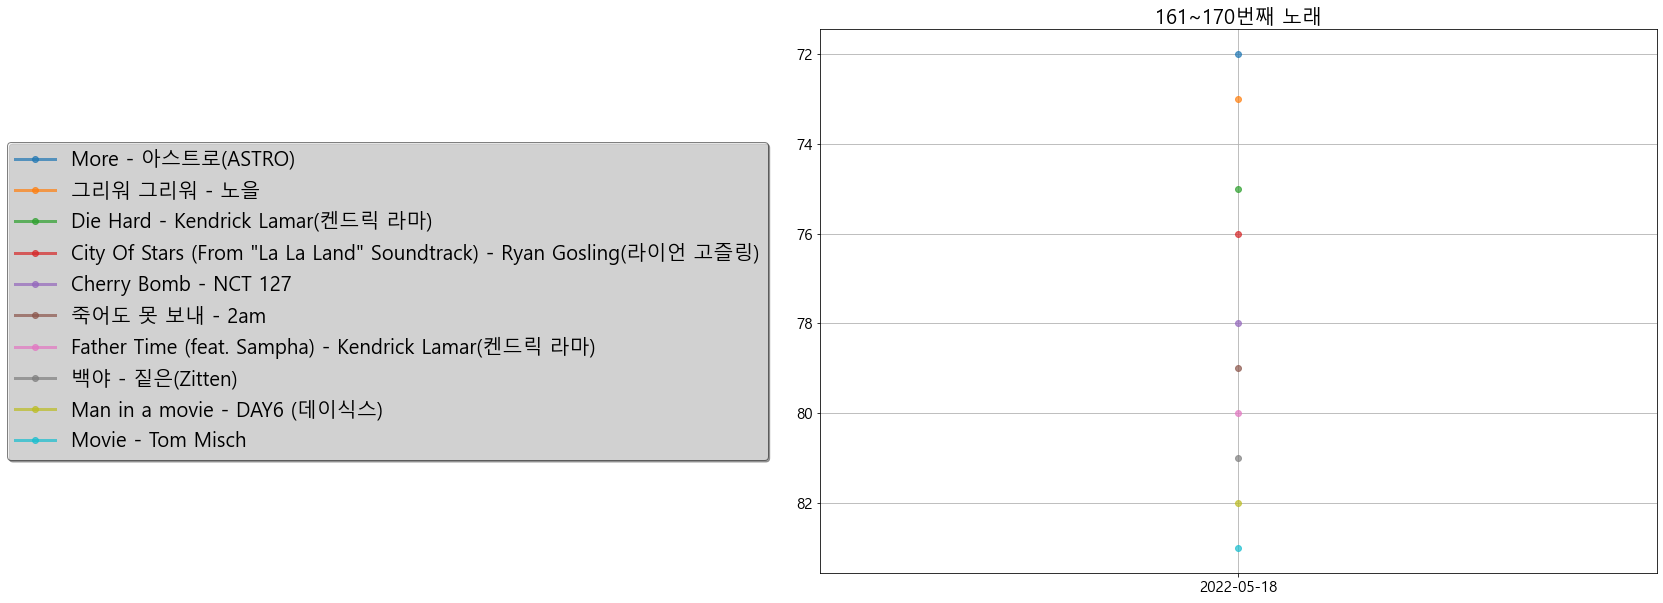 161~170번째 노래
More - 아스트로(ASTRO)
그리워 그리워 - 노을
Die Hard - Kendrick Lamar(켄드릭 라마)
City Of Stars (From "La La Land" Soundtrack) - Ryan Gosling(라이언 고즐링)
Cherry Bomb - NCT 127
죽어도 못 보내 - 2am
Father Time (feat. Sampha) - Kendrick Lamar(켄드릭 라마)
백야 - 짙은(Zitten)
Man in a movie - DAY6 (데이식스)
Movie - Tom Misch
72
74
76
78
80
82
2022-05-18